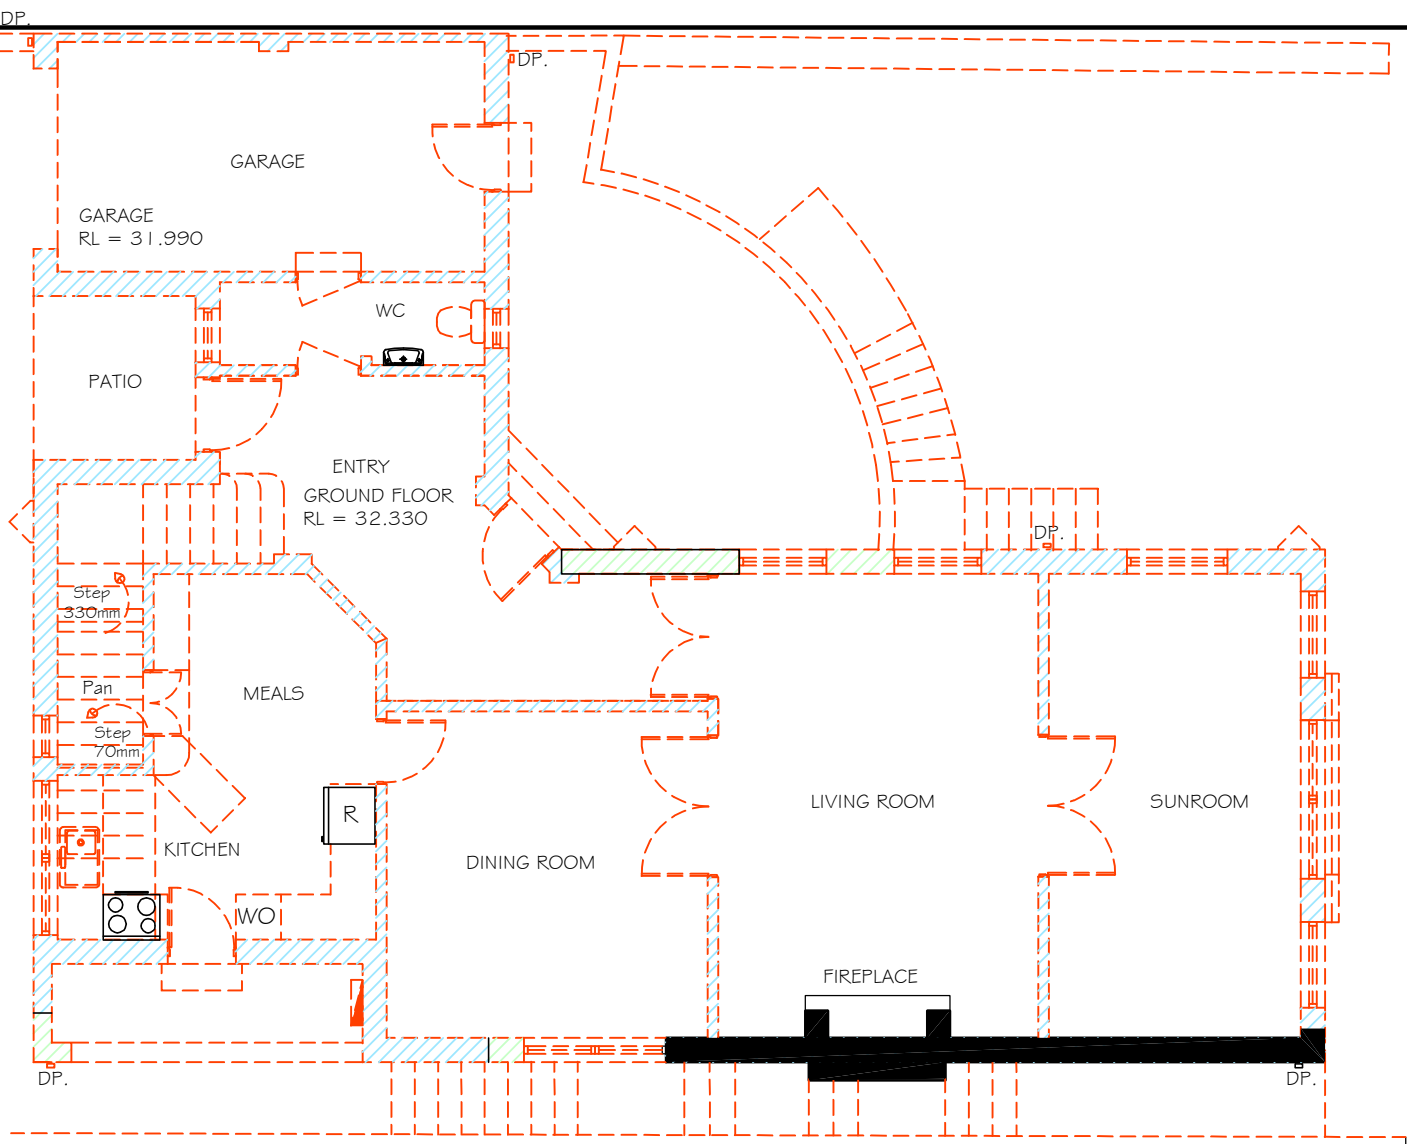 DP.
DP.
GARAGE
GARAGE
RL = 31.990
WC
PATIO
ENTRY
GROUND FLOOR
RL = 32.330
DP.
Step
330mm
Pan
MEALS
Step
70mm
LIVING ROOM
SUNROOM
R
KITCHEN
DINING ROOM
WO
FIREPLACE
DP.
DP.